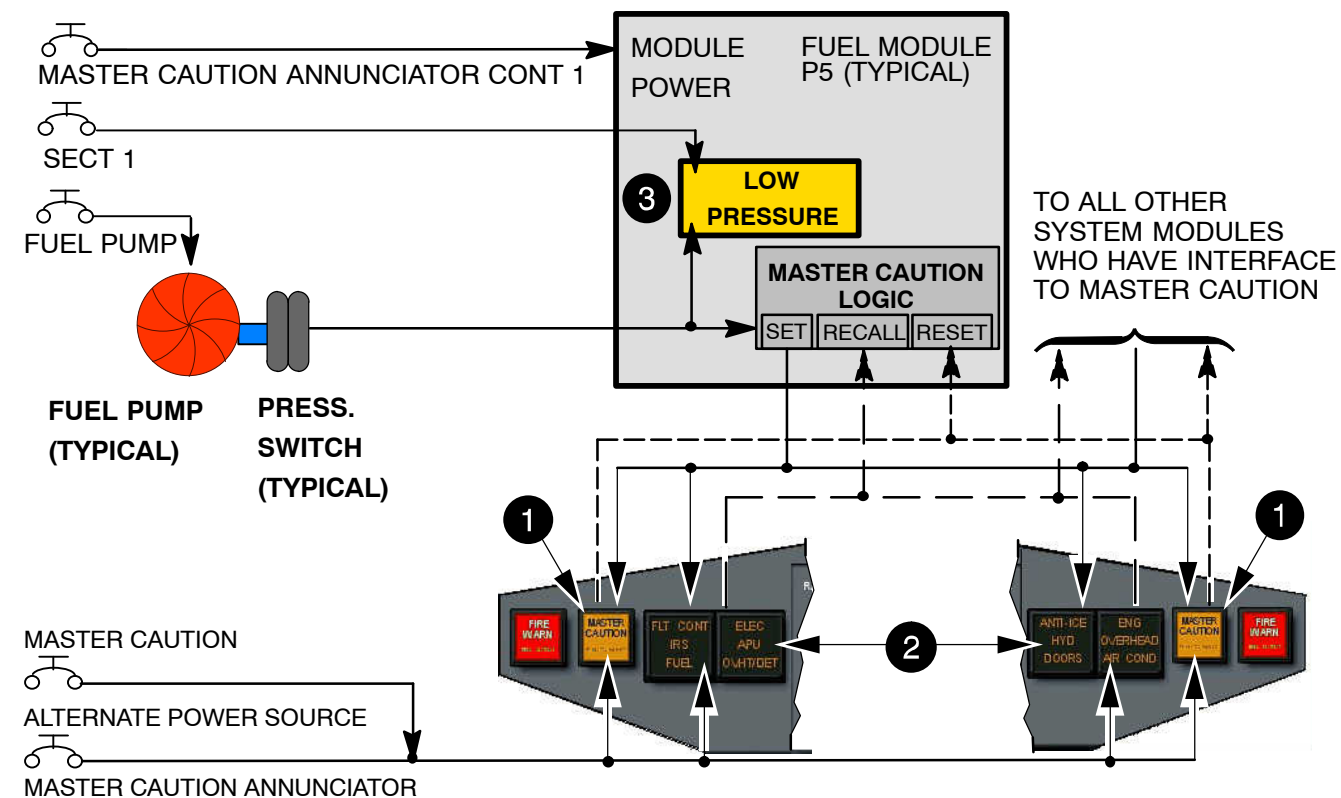 MASTER CAUTION ANNUNCIATOR CONT 1
SECT 1
FUEL PUMP
MODULE
POWER
FUEL MODULE
P5 (TYPICAL)
3
LOW
PRESSURE
MASTER CAUTION
LOGIC
SET
RECALL
RESET
TO ALL OTHER
SYSTEM MODULES
WHO HAVE INTERFACE
TO MASTER CAUTION
FUEL PUMP
(TYPICAL)
PRESS.
SWITCH
(TYPICAL)
1
1
FIRE
WARN
MASTER
CAUTION
FLT CONT
IRS
FUEL
ELEC
APU
OVHT/DET
2
ANTI-ICE
HYD
DOORS
ENG
OVERHEAD
AIR COND
MASTER
CAUTION
FIRE
WARN
MASTER CAUTION
ALTERNATE POWER SOURCE
MASTER CAUTION ANNUNCIATOR